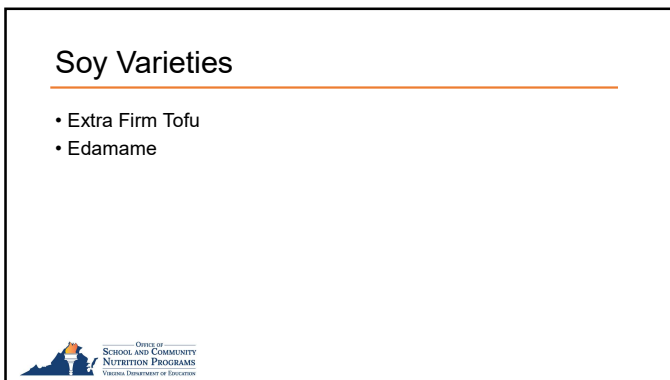 Soy Varieties
• Extra Firm Tofu
• Edamame
OFFICE OF
SCHOOL AND COMMUNITY
NUTRITION PROGRAMS
VIRGINIA DEPARTMENT OF EDUCATION